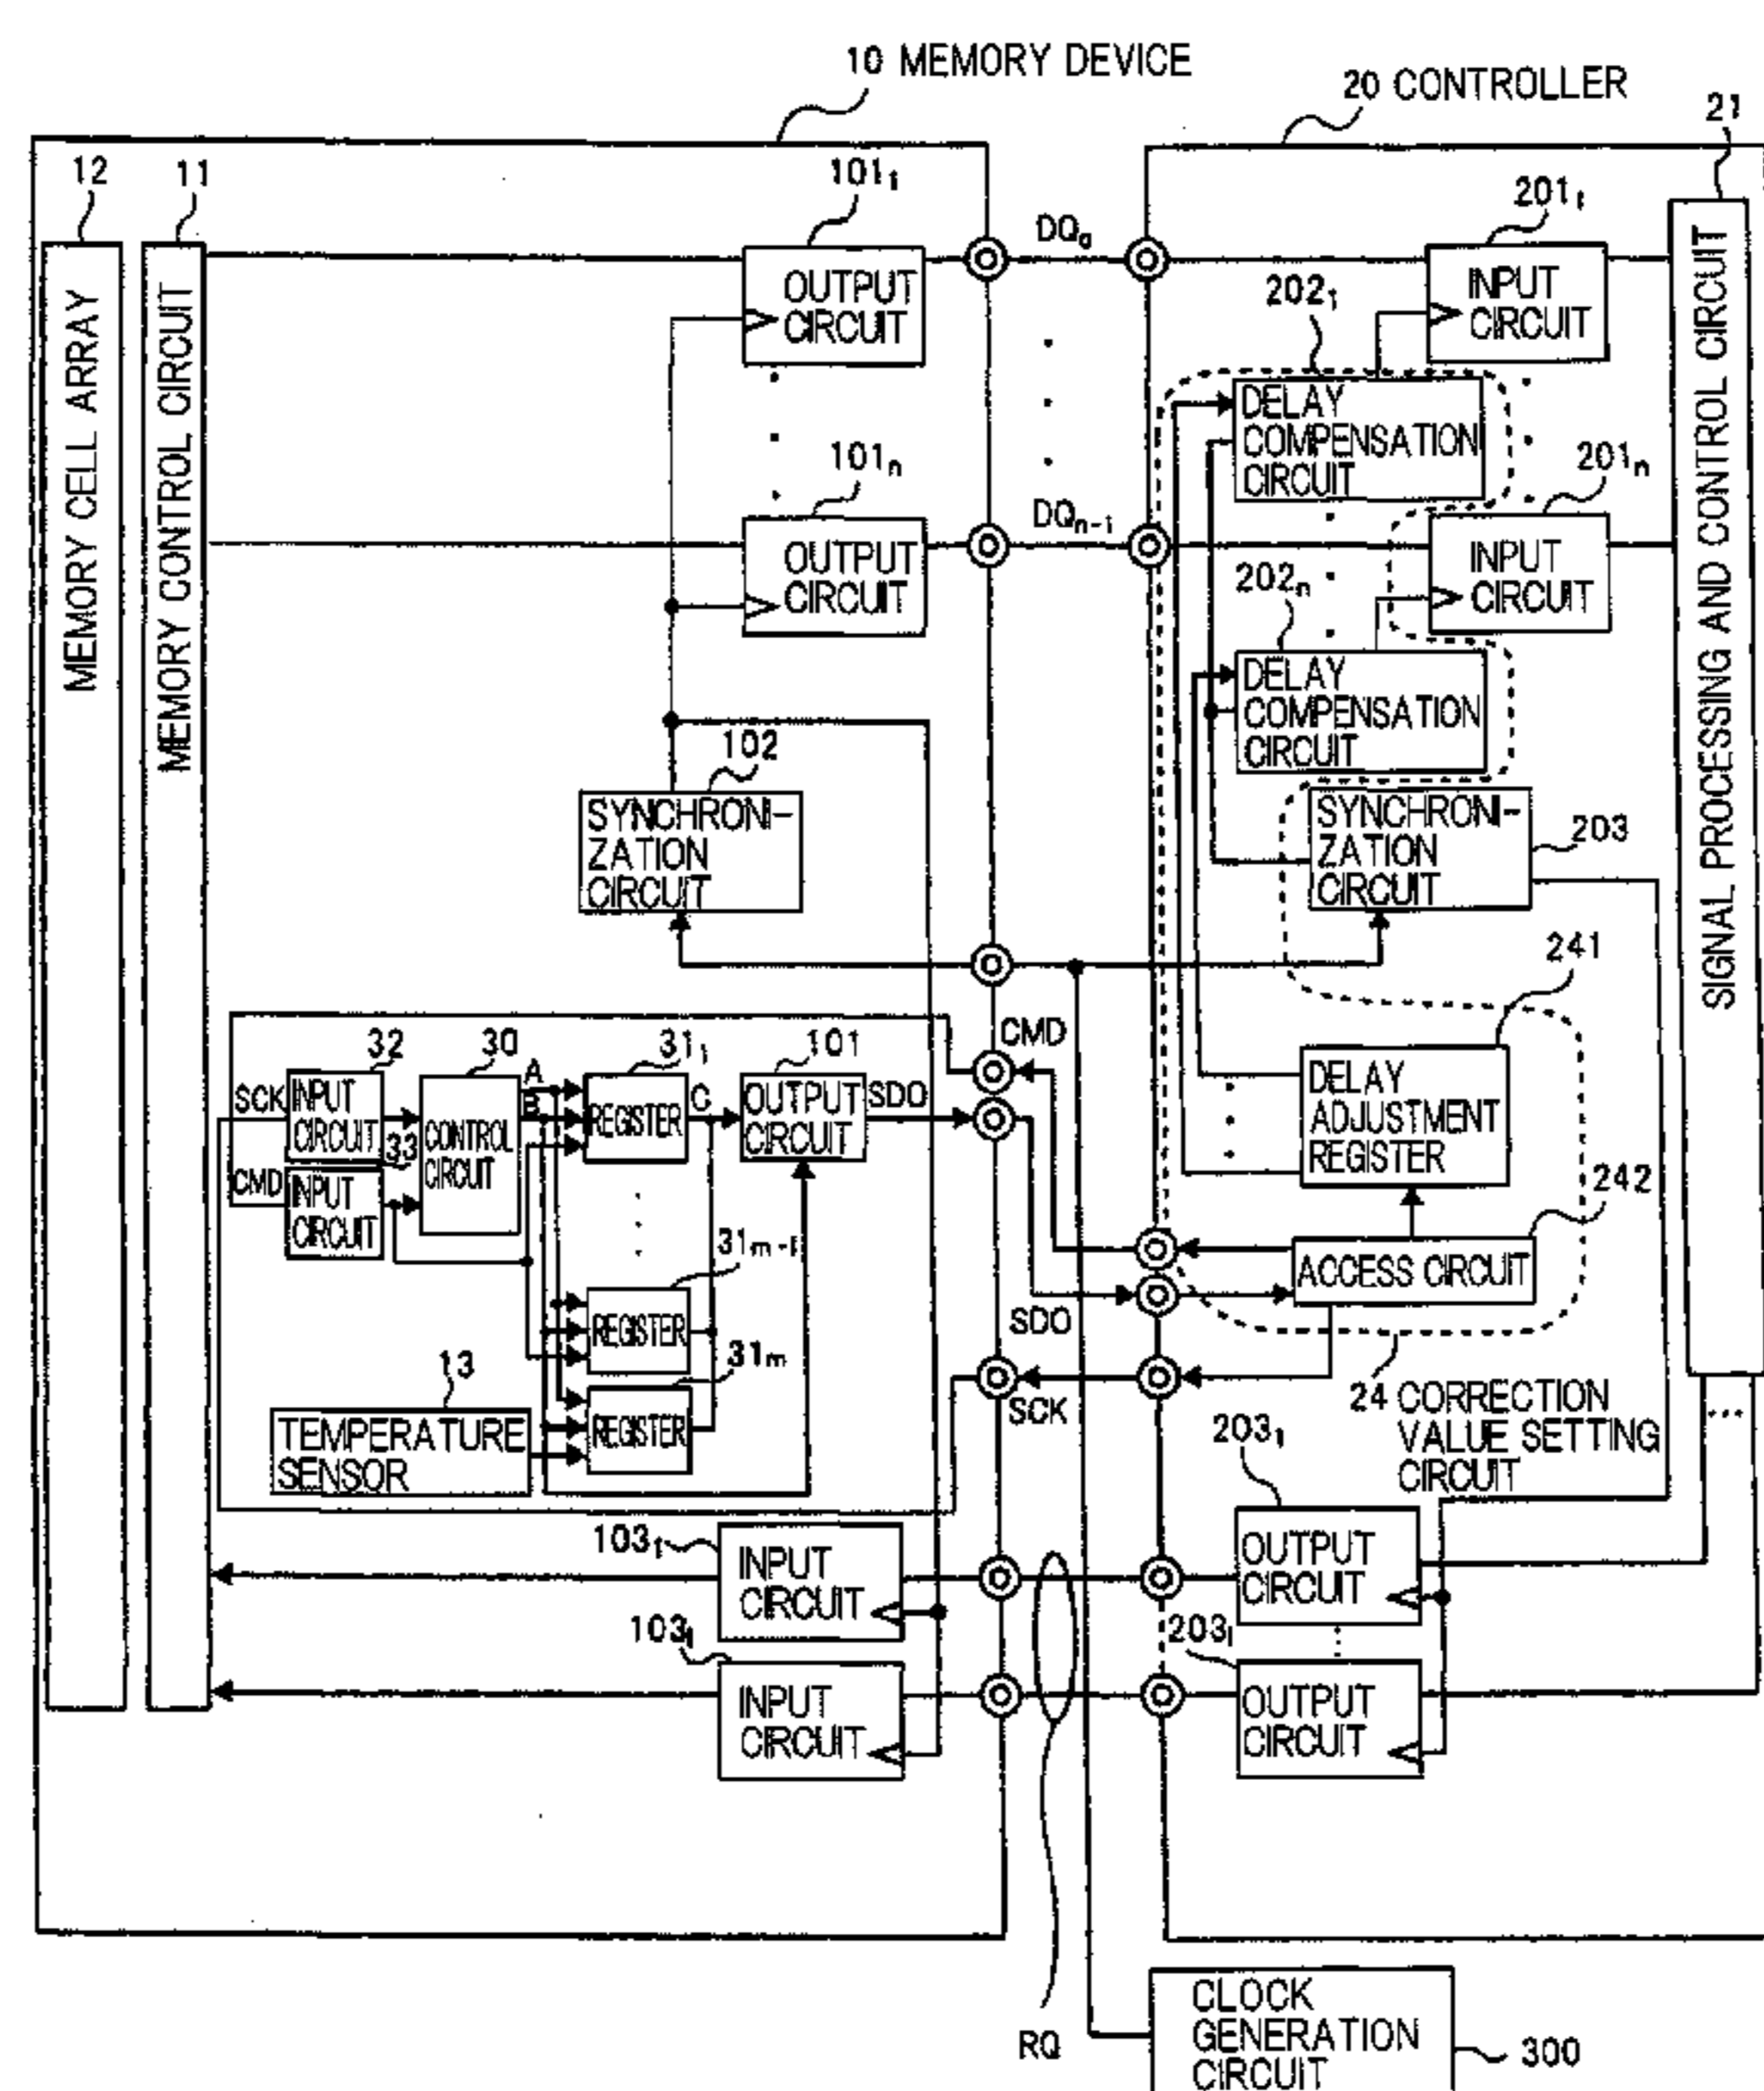 10 MEMORY DEVICE
20 CONTROLLER
21
12
11
101₁
201₁
DQ₀
MEMORY CELL ARRAY
MEMORY CONTROL CIRCUIT
OUTPUT
CIRCUIT
INPUT
CIRCUIT
SIGNAL PROCESSING AND CONTROL CIRCUIT
202₁
DELAY
COMPENSATION
CIRCUIT
101ₙ
201ₙ
DQₙ₋₁
OUTPUT
CIRCUIT
INPUT
CIRCUIT
202ₙ
DELAY
COMPENSATION
CIRCUIT
102
SYNCHRONI-
ZATION
CIRCUIT
SYNCHRONI-
ZATION
CIRCUIT
203
241
CMD
32
30
A
B
31₁
C
101
SCK
INPUT
CIRCUIT
33
CONTROL
CIRCUIT
REGISTER
OUTPUT
CIRCUIT
SDO
DELAY
ADJUSTMENT
REGISTER
CMD
INPUT
CIRCUIT
242
31ₘ₋₁
ACCESS CIRCUIT
REGISTER
SDO
31ₘ
13
SCK
24 CORRECTION
VALUE SETTING
CIRCUIT
TEMPERATURE
SENSOR
REGISTER
203₁
103₁
INPUT
CIRCUIT
OUTPUT
CIRCUIT
103ₗ
203ₗ
INPUT
CIRCUIT
OUTPUT
CIRCUIT
RQ
CLOCK
GENERATION
CIRCUIT
300